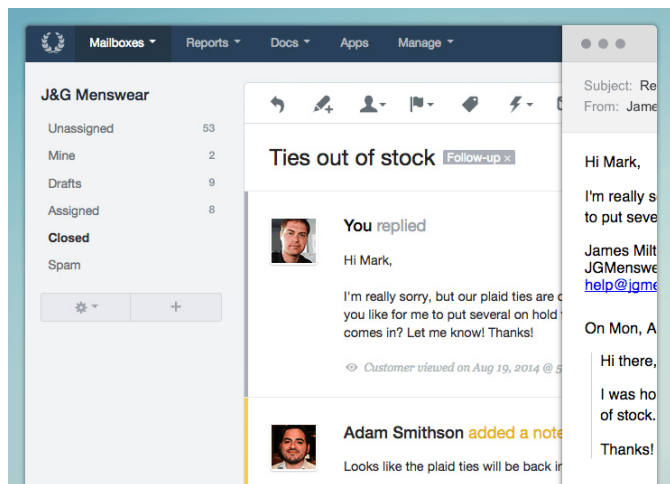 Mailboxes Reports Docs Apps Manage
J&G Menswear
Unassigned 53
Mine 2
Drafts 9
Assigned 8
Closed
Spam
Ties out of stock Follow-up ×
You replied
Hi Mark,
I'm really sorry, but our plaid ties are
you like for me to put several on hold
comes in? Let me know! Thanks!
Customer viewed on Aug 19, 2014 @
Adam Smithson added a note
Looks like the plaid ties will be back
Subject: Re
From: Jame
Hi Mark,
I'm really
to put seve
James Milt
JGMenswe
help@jgme
On Mon, A
Hi there,
I was ho
of stock.
Thanks!